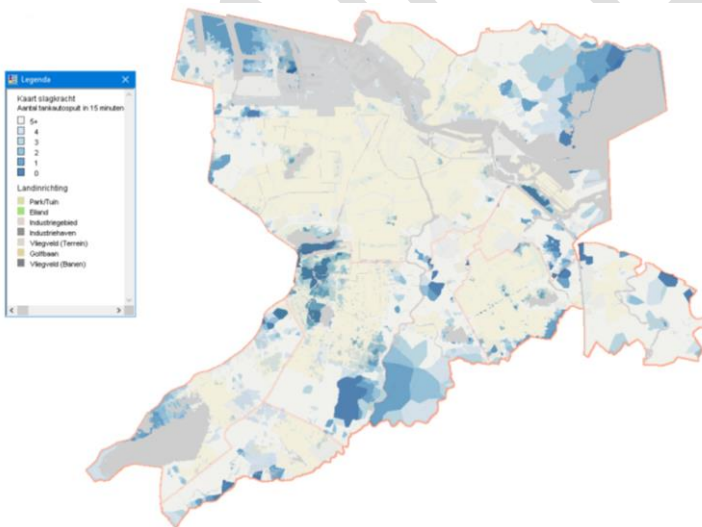 Legenda
Kaart slagkracht
Aantal tankautospuit in 15 minuten
5+
4
3
2
1
0
Landinrichting
Park/Tuin
Eiland
Industriegebied
Industriehaven
Vliegveld (Terrein)
Golfbaan
Vliegveld (Banen)